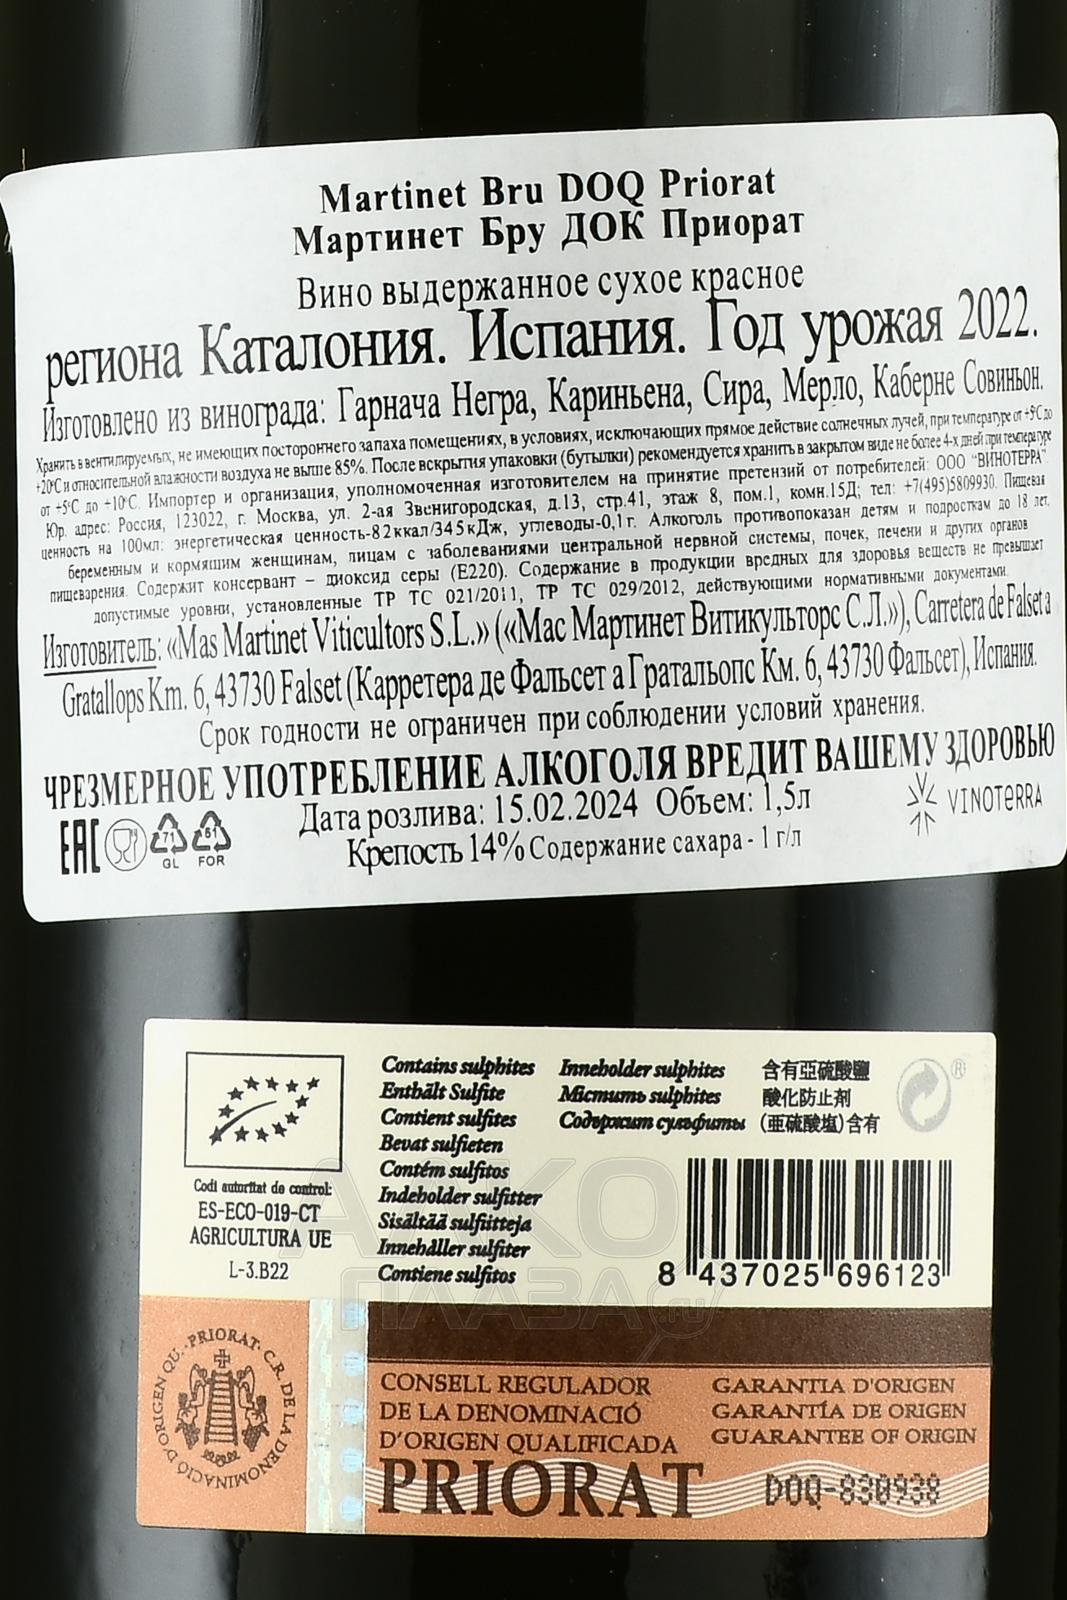 Martinet Bru DOQ Priorat
Мартинет Бру ДОК Приорат
Вино выдержанное сухое красное
региона Каталония. Испания. Год урожая 2022.
Изготовлено из винограда: Гарнача Негра, Кариньена, Сира, Мерло, Каберне Совиньон.
Хранить в вентилируемых, не имеющих постороннего запаха помещениях, в условиях, исключающих прямое действие солнечных лучей, при температуре от +5°C до
+20°C и относительной влажности воздуха не выше 85%. После вскрытия упаковки (бутылки) рекомендуется хранить в закрытом виде не более 4-х дней при температуре
от +5°C до +10°C. Импортер и организация, уполномоченная изготовителем на принятие претензий от потребителей: ООО "ВИНОТЕРРА"
Юр. адрес: Россия, 123022, г. Москва, ул. 2-ая Звенигородская, д.13, стр.41, этаж 8, пом.1, комн.15Д; тел: +7(495)5809930. Пищевая
ценность на 100мл: энергетическая ценность-82ккал/345кДж, углеводы-0,1г. Алкоголь противопоказан детям и подросткам до 18 лет,
беременным и кормящим женщинам, лицам с заболеваниями центральной нервной системы, почек, печени и других органов
пищеварения. Содержит консервант – диоксид серы (Е220). Содержание в продукции вредных для здоровья веществ не превышает
допустимые уровни, установленные ТР ТС 021/2011, ТР ТС 029/2012, действующими нормативными документами.
Изготовитель: «Mas Martinet Viticultors S.L.» («Мас Мартинет Витикульторс С.Л.»), Carretera de Falset a
Gratallops Km. 6, 43730 Falset (Карретера де Фальсет а Гратальопс Км. 6, 43730 Фальсет), Испания.
Срок годности не ограничен при соблюдении условий хранения.
ЧРЕЗМЕРНОЕ УПОТРЕБЛЕНИЕ АЛКОГОЛЯ ВРЕДИТ ВАШЕМУ ЗДОРОВЬЮ
Дата розлива: 15.02.2024 Объем: 1,5л
Крепость 14% Содержание сахара - 1 г/л
EAC
71
GL
51
FOR
VINOTERRA
Contains sulphites
Enthält Sulfite
Contient sulfites
Bevat sulfieten
Contém sulfitos
Indeholder sulfitter
Sisältää sulfiitteja
Innehåller sulfiter
Contiene sulfitos
Inneholder sulphites
Містить sulphites
Содержит сульфиты
含有亞硫酸鹽
酸化防止剤
(亜硫酸塩)含有
®
Codi autoritat de control:
ES-ECO-019-CT
AGRICULTURA UE
L-3.B22
8 437025 696123
АЛКО
ПЛАЗА.ru
PRIORAT · C.R. DE LA DENOMINACIÓ D'ORIGEN QU. ·
CONSELL REGULADOR
DE LA DENOMINACIÓ
D'ORIGEN QUALIFICADA
PRIORAT
GARANTIA D'ORIGEN
GARANTÍA DE ORIGEN
GUARANTEE OF ORIGIN
DOQ-830938